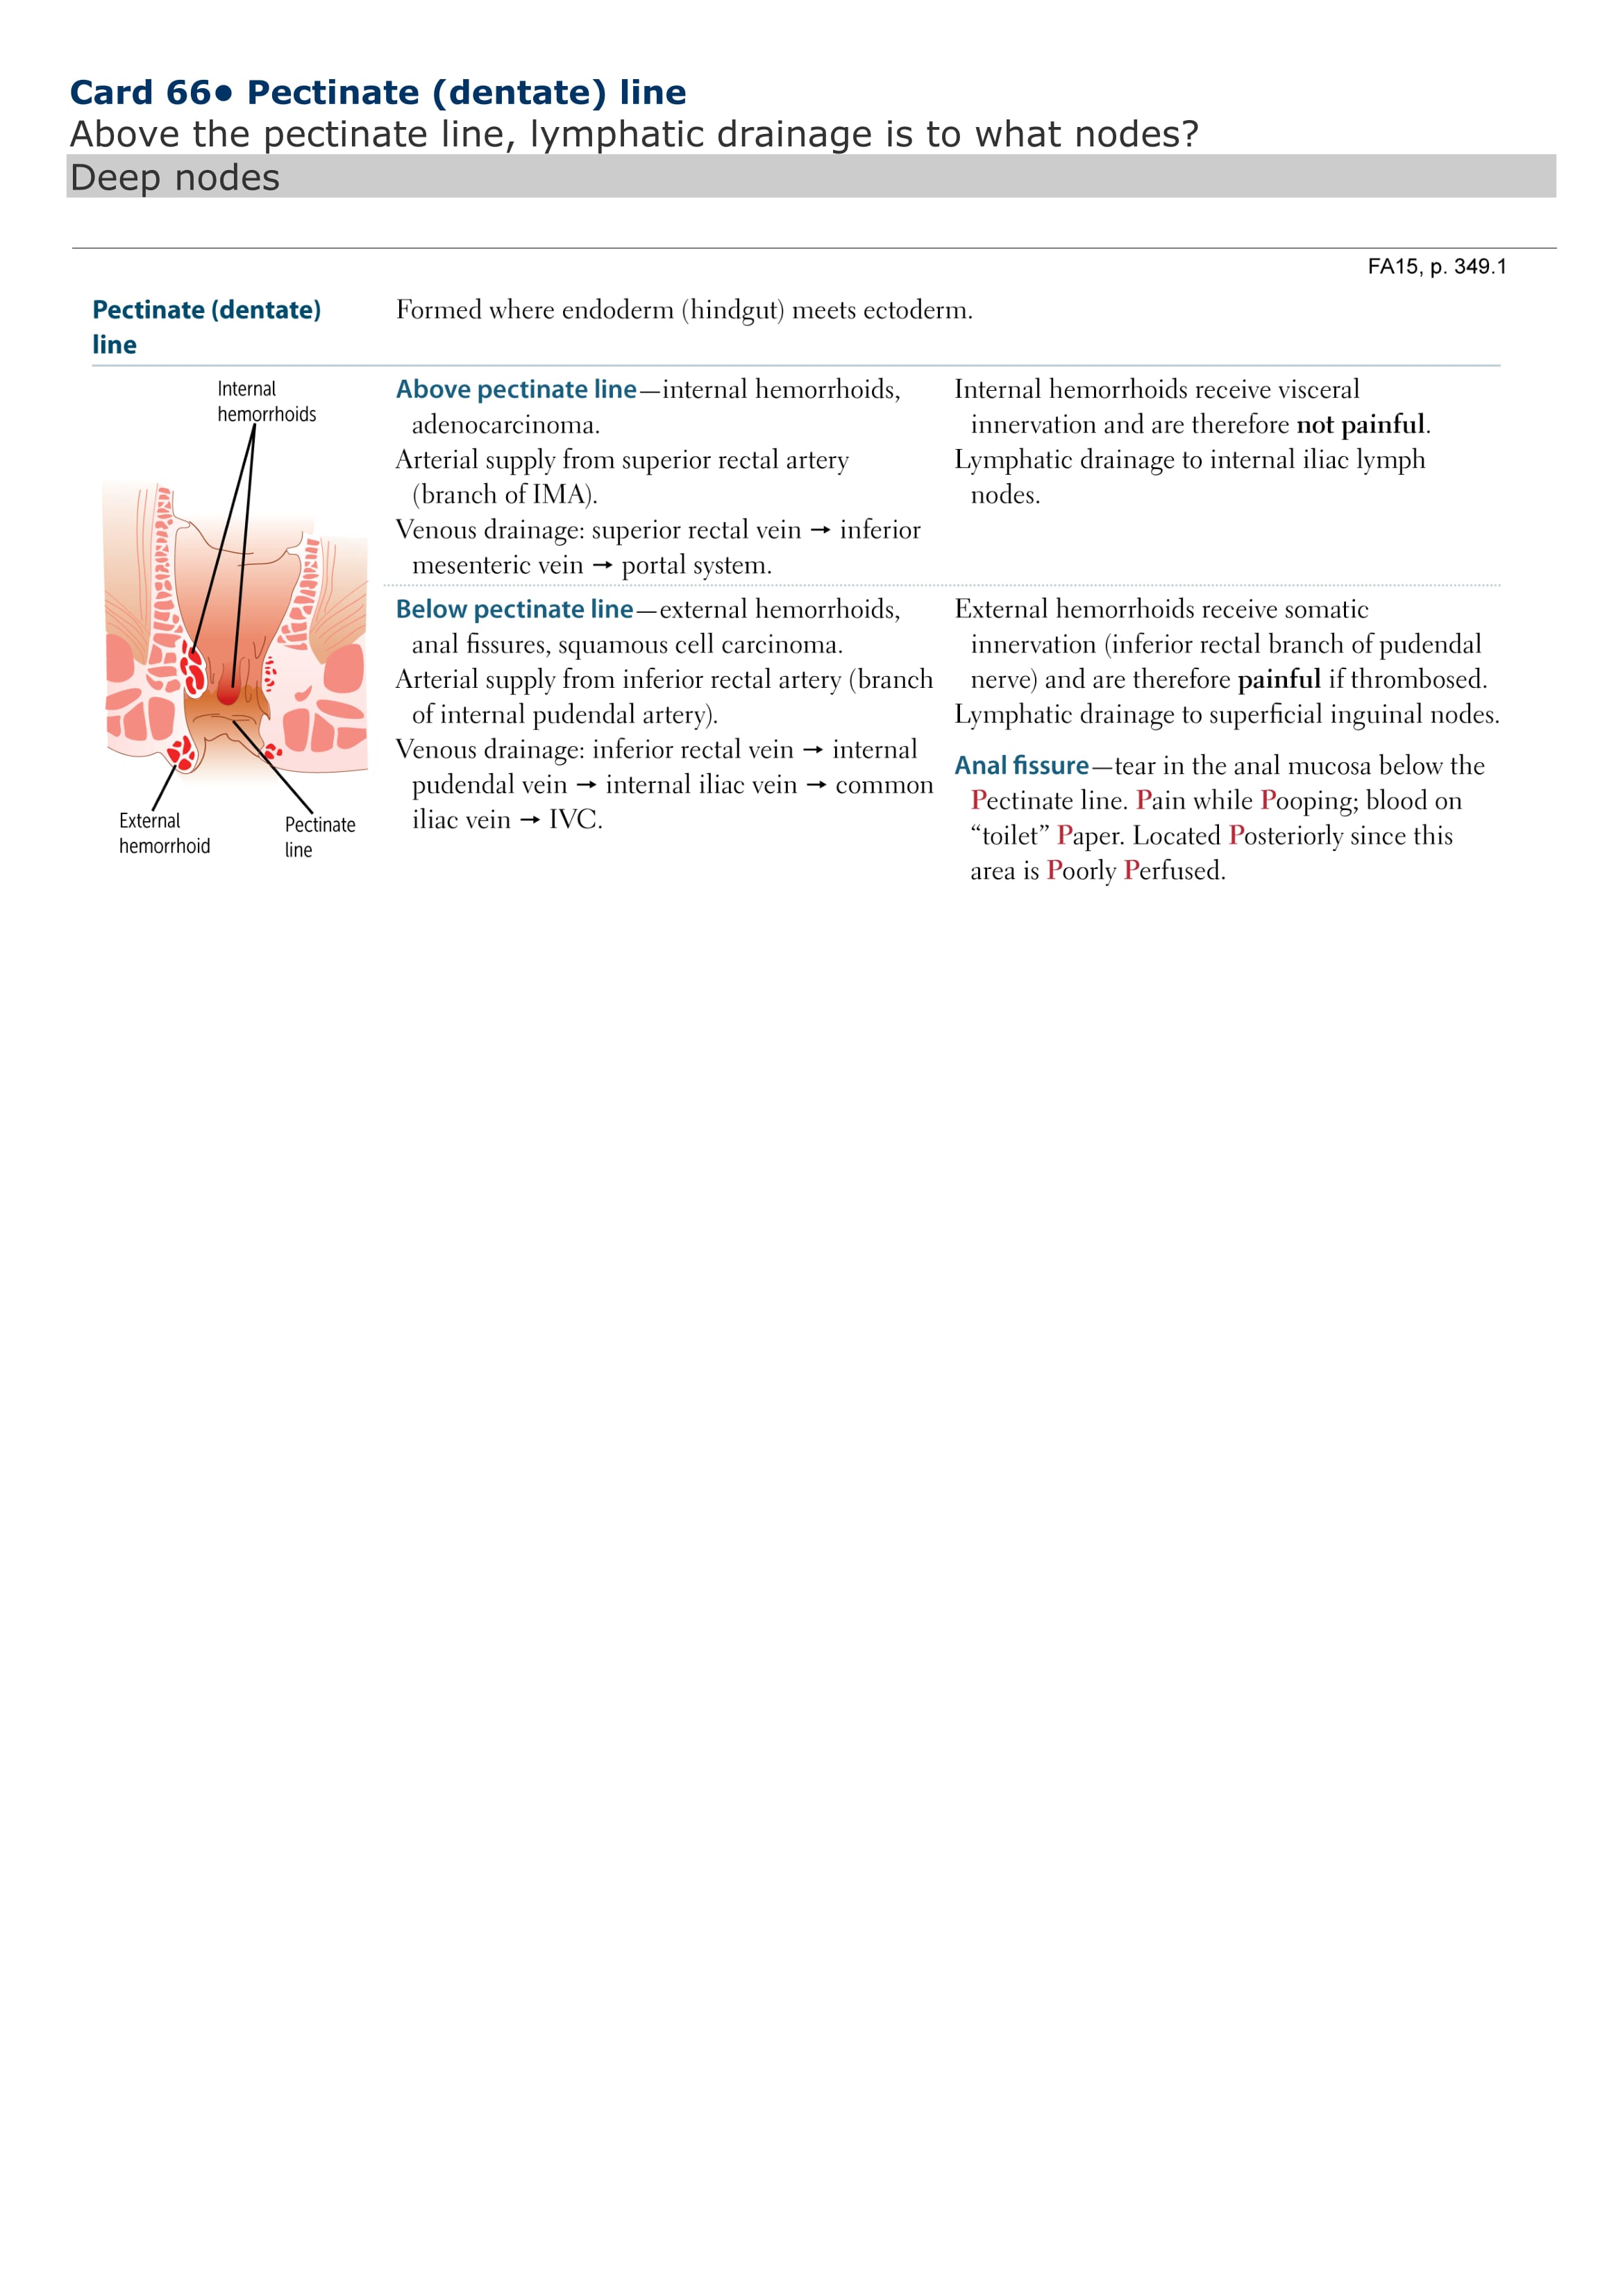 Card 66• Pectinate (dentate) line
Above the pectinate line, lymphatic drainage is to what nodes?
Deep nodes
FA15, p. 349.1
Pectinate (dentate)
line
Formed where endoderm (hindgut) meets ectoderm.
Internal
hemorrhoids
External
hemorrhoid
Pectinate
line
Above pectinate line—internal hemorrhoids,
adenocarcinoma.
Arterial supply from superior rectal artery
(branch of IMA).
Venous drainage: superior rectal vein → inferior
mesenteric vein → portal system.
Internal hemorrhoids receive visceral
innervation and are therefore not painful.
Lymphatic drainage to internal iliac lymph
nodes.
Below pectinate line—external hemorrhoids,
anal fissures, squamous cell carcinoma.
Arterial supply from inferior rectal artery (branch
of internal pudendal artery).
Venous drainage: inferior rectal vein → internal
pudendal vein → internal iliac vein → common
iliac vein → IVC.
External hemorrhoids receive somatic
innervation (inferior rectal branch of pudendal
nerve) and are therefore painful if thrombosed.
Lymphatic drainage to superficial inguinal nodes.
Anal fissure—tear in the anal mucosa below the
Pectinate line. Pain while Pooping; blood on
“toilet” Paper. Located Posteriorly since this
area is Poorly Perfused.